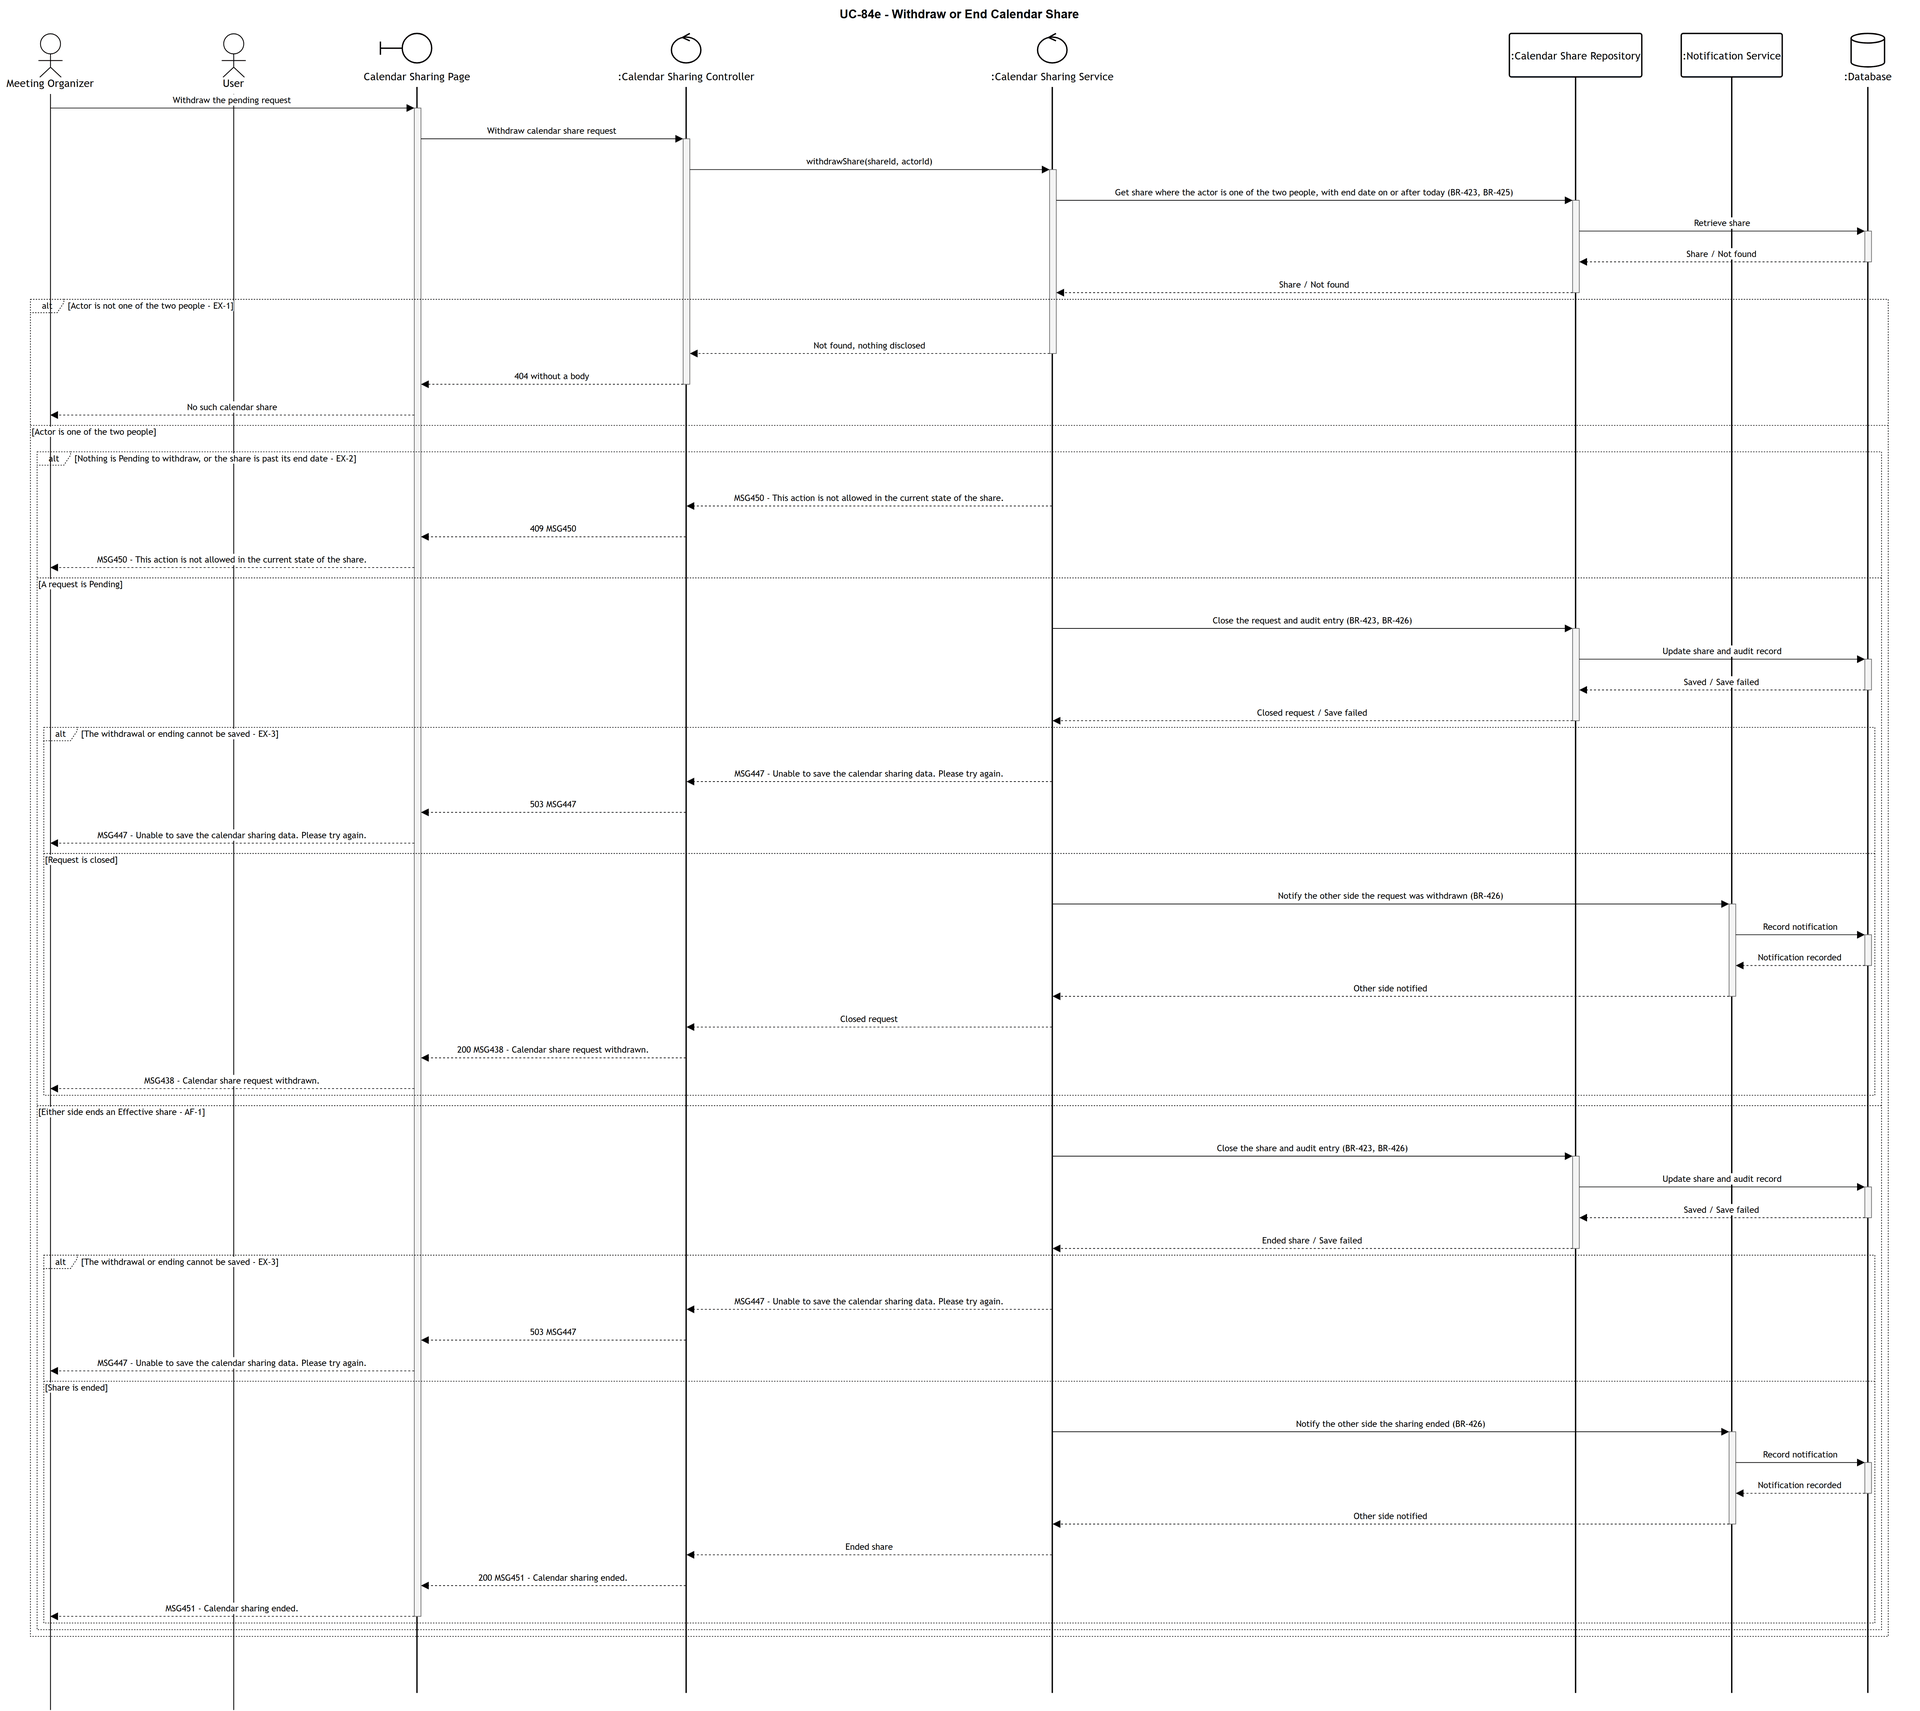 UC-84e - Withdraw or End Calendar Share
Meeting Organizer
User
Calendar Sharing Page
:Calendar Sharing Controller
:Calendar Sharing Service
:Calendar Share Repository
:Notification Service
:Database
Withdraw the pending request
Withdraw calendar share request
withdrawShare(shareId, actorId)
Get share where the actor is one of the two people, with end date on or after today (BR-423, BR-425)
Retrieve share
Share / Not found
Share / Not found
alt [Actor is not one of the two people - EX-1]
Not found, nothing disclosed
404 without a body
No such calendar share
[Actor is one of the two people]
alt [Nothing is Pending to withdraw, or the share is past its end date - EX-2]
MSG450 - This action is not allowed in the current state of the share.
409 MSG450
MSG450 - This action is not allowed in the current state of the share.
[A request is Pending]
Close the request and audit entry (BR-423, BR-426)
Update share and audit record
Saved / Save failed
Closed request / Save failed
alt [The withdrawal or ending cannot be saved - EX-3]
MSG447 - Unable to save the calendar sharing data. Please try again.
503 MSG447
MSG447 - Unable to save the calendar sharing data. Please try again.
[Request is closed]
Notify the other side the request was withdrawn (BR-426)
Record notification
Notification recorded
Other side notified
Closed request
200 MSG438 - Calendar share request withdrawn.
MSG438 - Calendar share request withdrawn.
[Either side ends an Effective share - AF-1]
Close the share and audit entry (BR-423, BR-426)
Update share and audit record
Saved / Save failed
Ended share / Save failed
alt [The withdrawal or ending cannot be saved - EX-3]
MSG447 - Unable to save the calendar sharing data. Please try again.
503 MSG447
MSG447 - Unable to save the calendar sharing data. Please try again.
[Share is ended]
Notify the other side the sharing ended (BR-426)
Record notification
Notification recorded
Other side notified
Ended share
200 MSG451 - Calendar sharing ended.
MSG451 - Calendar sharing ended.